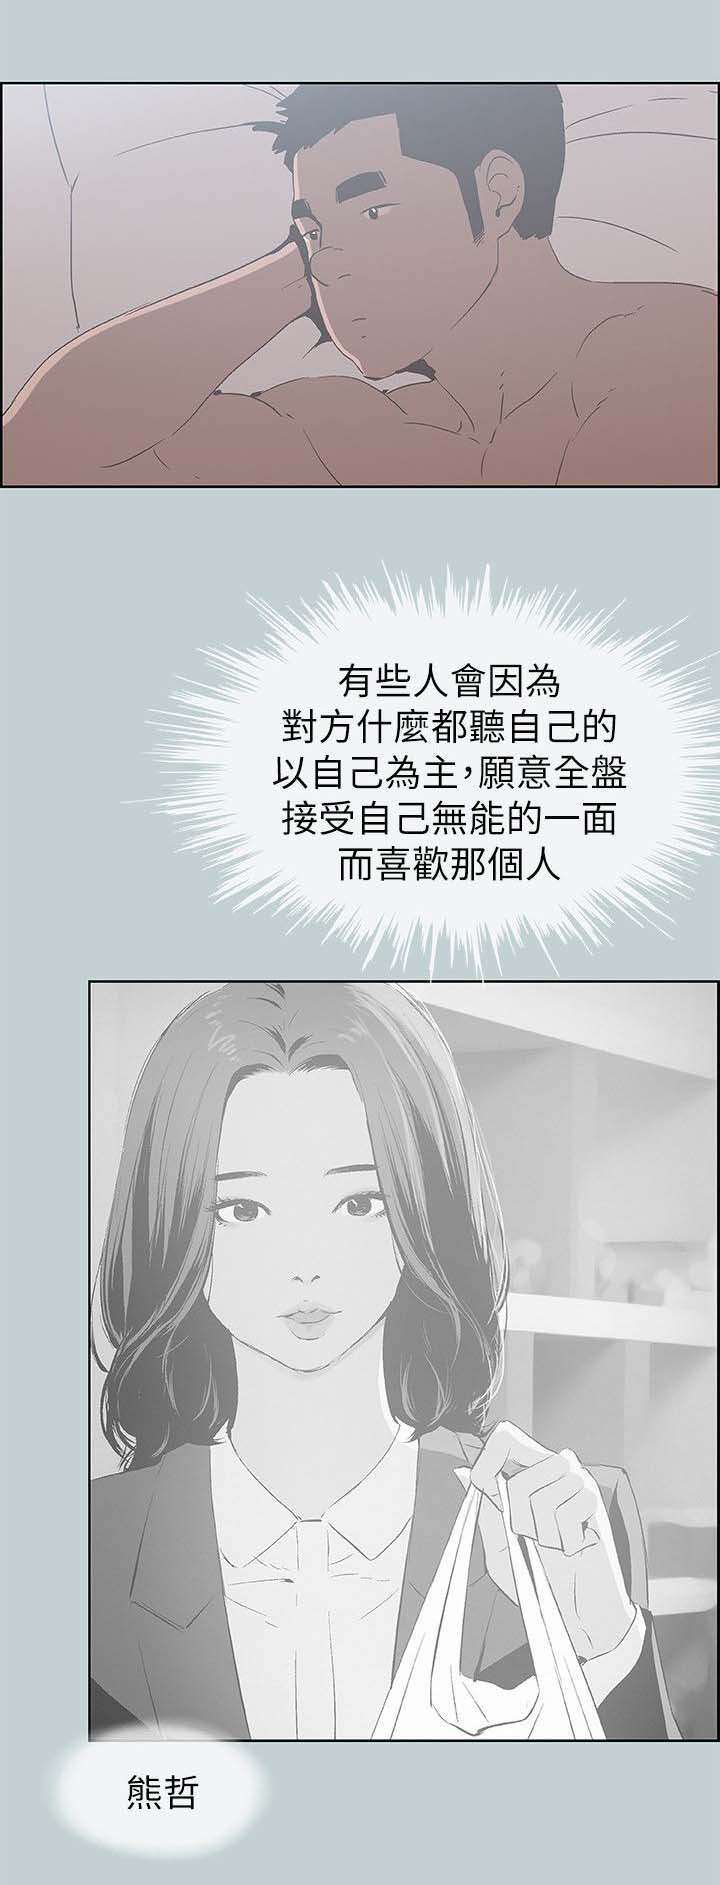 有些人會因為
對方什麼都聽自己的
以自己為主，願意全盤
接受自己無能的一面
而喜歡那個人
熊哲